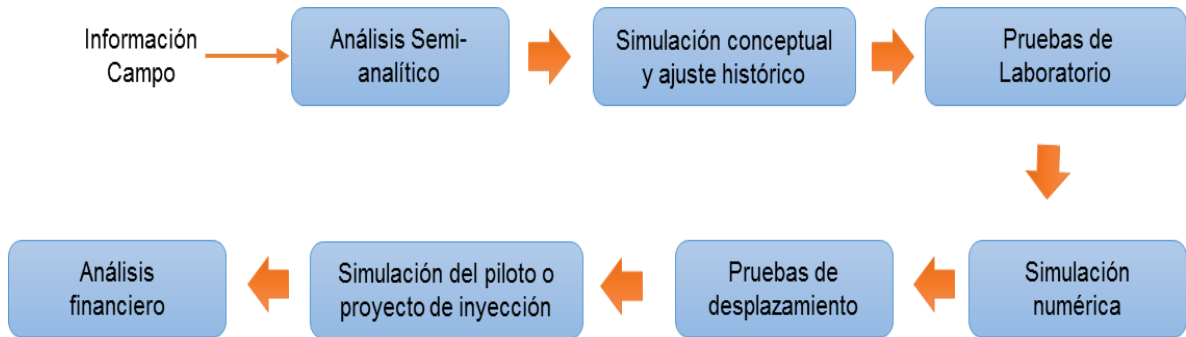 Información
Campo
Análisis Semi-
analítico
Simulación conceptual
y ajuste histórico
Pruebas de
Laboratorio
Simulación
numérica
Pruebas de
desplazamiento
Simulación del piloto o
proyecto de inyección
Análisis
financiero